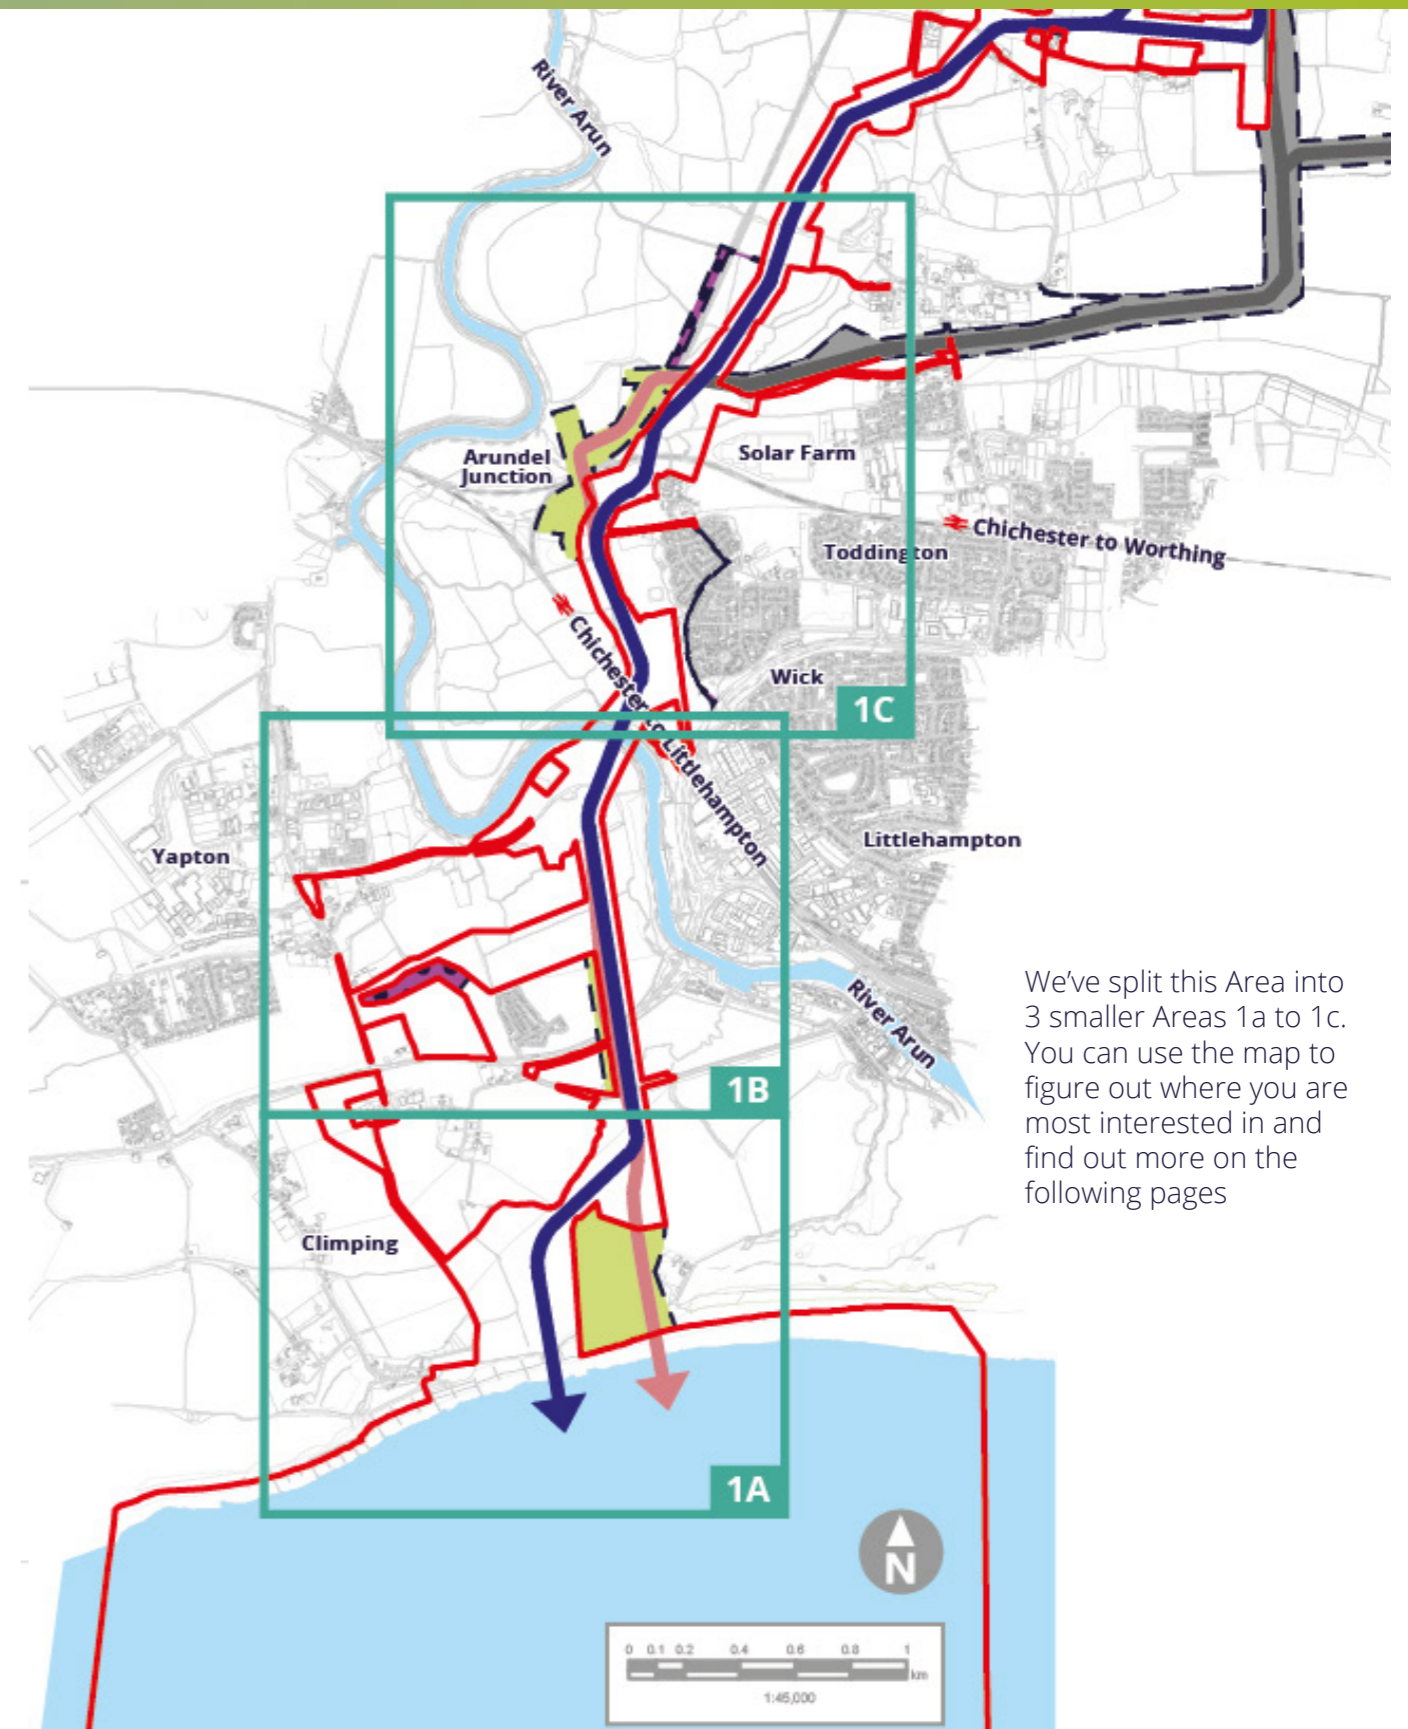 River Arun
Arundel
Junction
Solar Farm
Chichester to Worthing
Toddington
Chichester to Littlehampton
Wick
1C
Yapton
Littlehampton
We’ve split this Area into
3 smaller Areas 1a to 1c.
You can use the map to
figure out where you are
most interested in and
find out more on the
following pages
River Arun
1B
Climping
1A
N
0 0.1 0.2 0.4 0.6 0.8 1
km
1:45,000